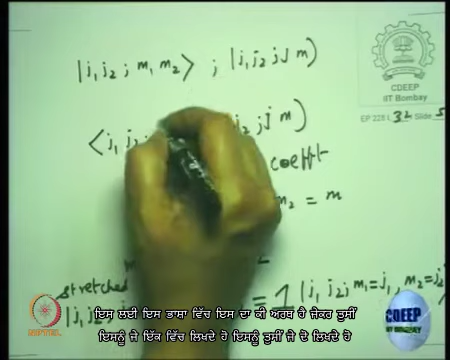 |j₁ j₂ ; m₁ m₂⟩ ; |j₁ j₂ j m)
CDEEP
IIT Bombay
EP 228 L 32 Slide 5
⟨j₁ j₂ j m)
coefft
m₂ = m
stretched
|j₁ j₂ = 1 |j₁ j₂; m₁=j₁, m₂=j₂
ਇਸ ਲਈ ਇਸ ਭਾਸ਼ਾ ਵਿੱਚ ਇਸ ਦਾ ਕੀ ਅਰਥ ਹੈ ਜੇਕਰ ਤੁਸੀਂ
ਇਸਨੂੰ ਜੇ ਇੱਕ ਵਿੱਚ ਲਿਖਦੇ ਹੋ ਇਸਨੂੰ ਤੁਸੀਂ ਜੇ ਦੋ ਲਿਖਦੇ ਹੋ
NPTEL
CDEEP
IIT BOMBAY